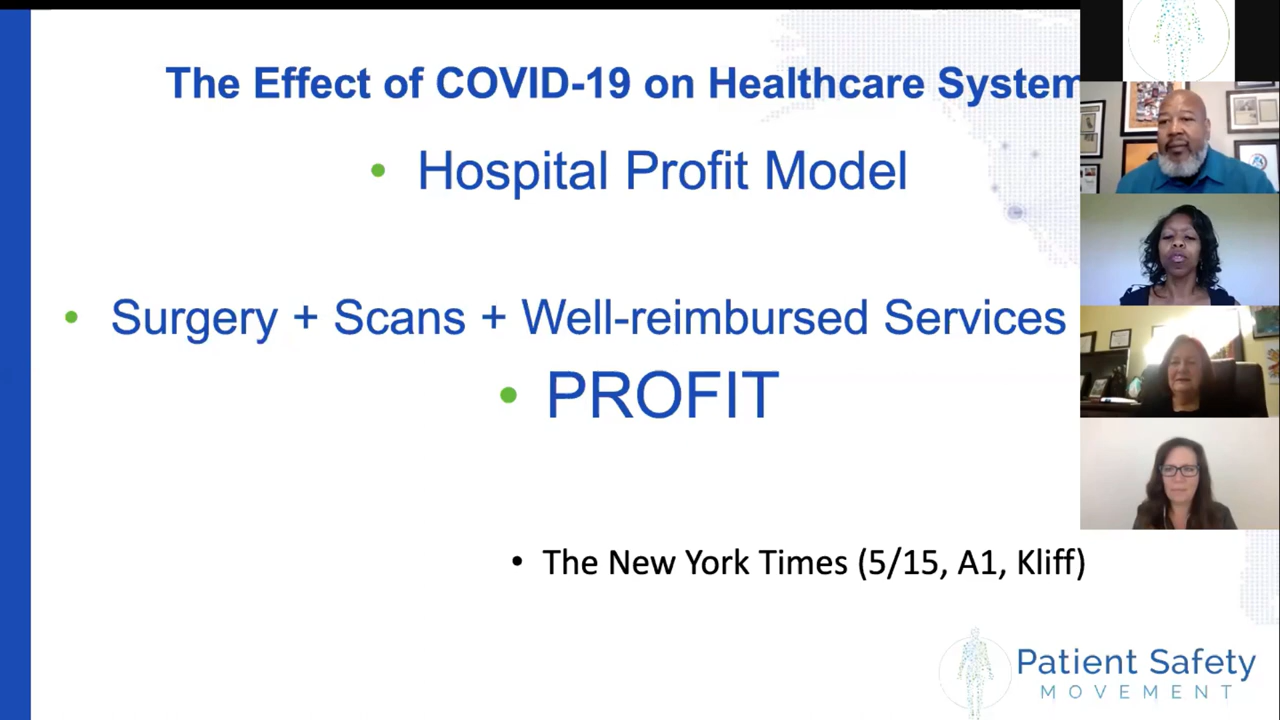 The Effect of COVID-19 on Healthcare System
• Hospital Profit Model
• Surgery + Scans + Well-reimbursed Services
• PROFIT
• The New York Times (5/15, A1, Kliff)
Patient Safety
MOVEMENT